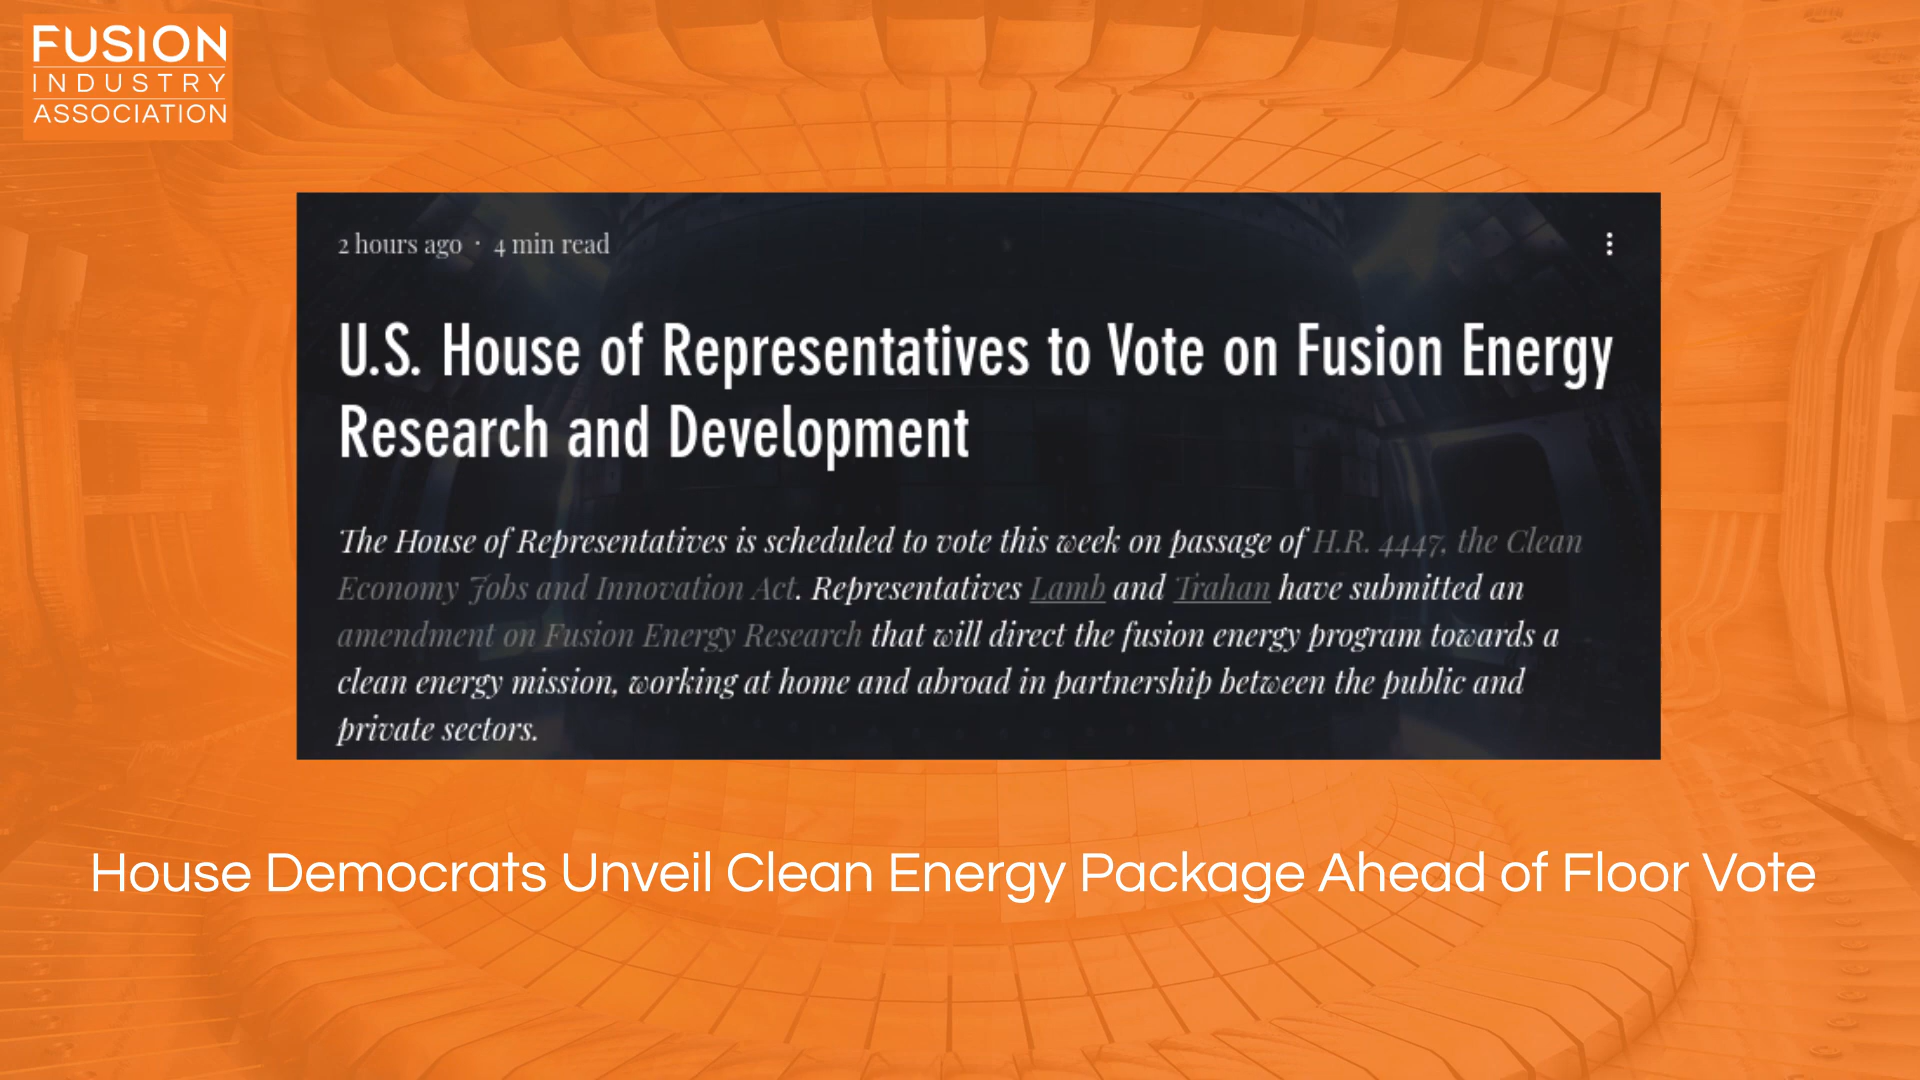 FUSION
INDUSTRY
ASSOCIATION
2 hours ago · 4 min read
U.S. House of Representatives to Vote on Fusion Energy
Research and Development
The House of Representatives is scheduled to vote this week on passage of H.R. 4447, the Clean
Economy Jobs and Innovation Act. Representatives Lamb and Trahan have submitted an
amendment on Fusion Energy Research that will direct the fusion energy program towards a
clean energy mission, working at home and abroad in partnership between the public and
private sectors.
House Democrats Unveil Clean Energy Package Ahead of Floor Vote